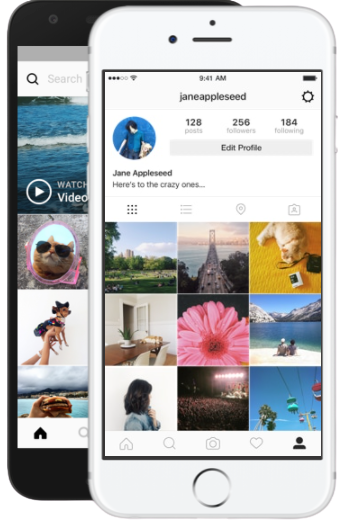 Search
WATCH
Video
9:41 AM
janeappleseed
128
posts
256
followers
184
following
Edit Profile
Jane Appleseed
Here's to the crazy ones...